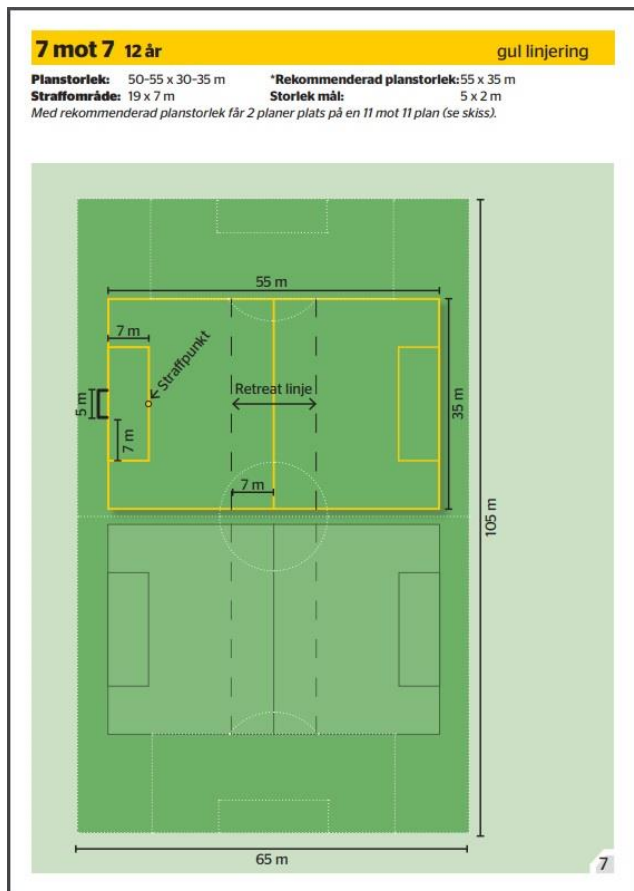 7 mot 7 12 år gul linjering
Planstorlek: 50-55 x 30-35 m *Rekommenderad planstorlek: 55 x 35 m
Straffområde: 19 x 7 m Storlek mål: 5 x 2 m
Med rekommenderad planstorlek får 2 planer plats på en 11 mot 11 plan (se skiss).
55 m
7 m
Straffpunkt
5 m
Retreat linje
35 m
7 m
7 m
105 m
65 m
7